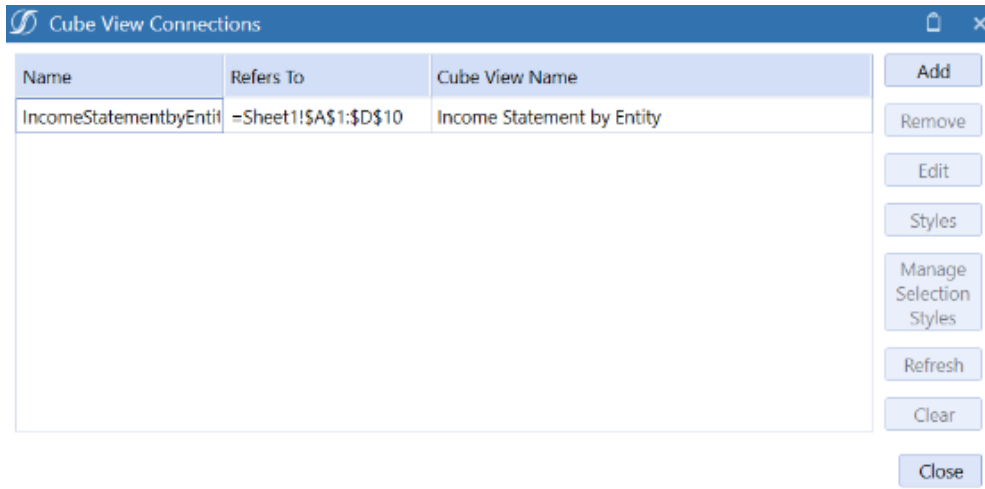 Cube View Connections
Name Refers To Cube View Name
IncomeStatementbyEntit =Sheet1!$A$1:$D$10 Income Statement by Entity
Add
Remove
Edit
Styles
Manage
Selection
Styles
Refresh
Clear
Close